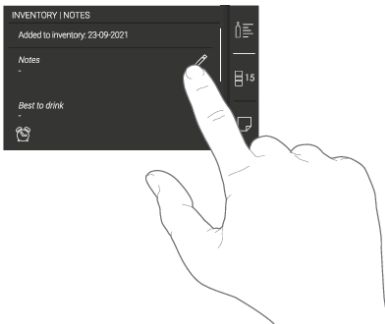 INVENTORY | NOTES
Added to inventory: 23-09-2021
Notes
-
15
Best to drink
-